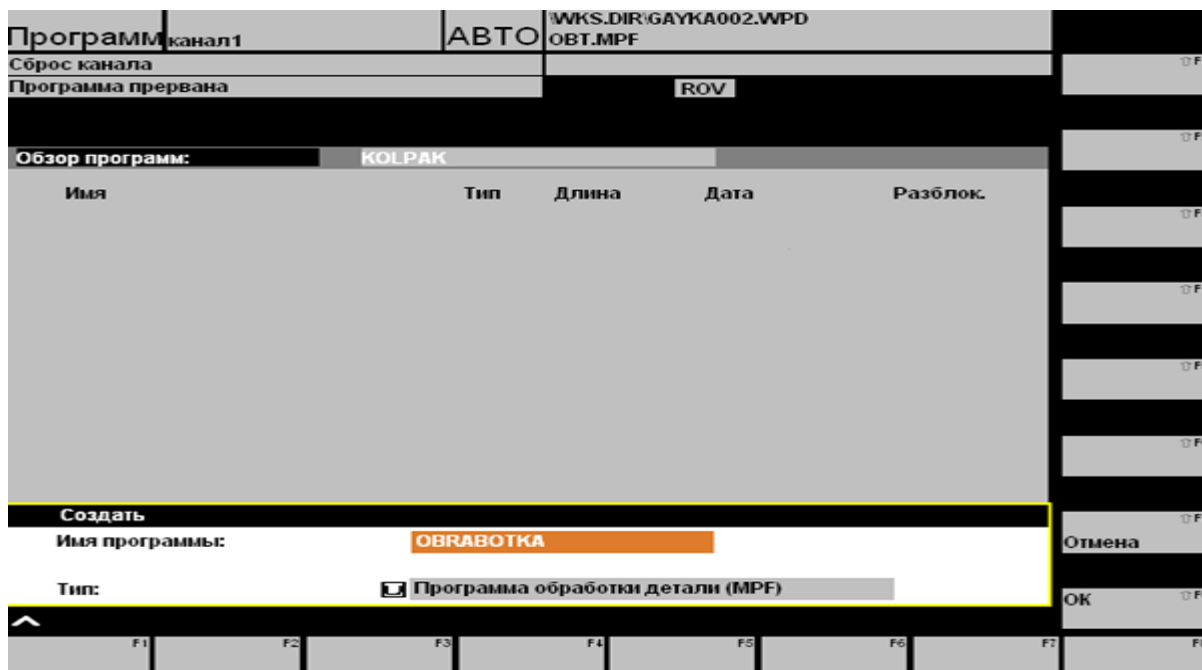 Программ канал1 АВТО \WKS.DIR\GAYKA002.WPD
OBT.MPF
Сброс канала
Программа прервана ROV
Обзор программ: KOLPAK
Имя Тип Длина Дата Разблок.
Создать
Имя программы: OBRABOTKA
Отмена
Тип: Программа обработки детали (MPF)
OK
F1 F2 F3 F4 F5 F6 F7